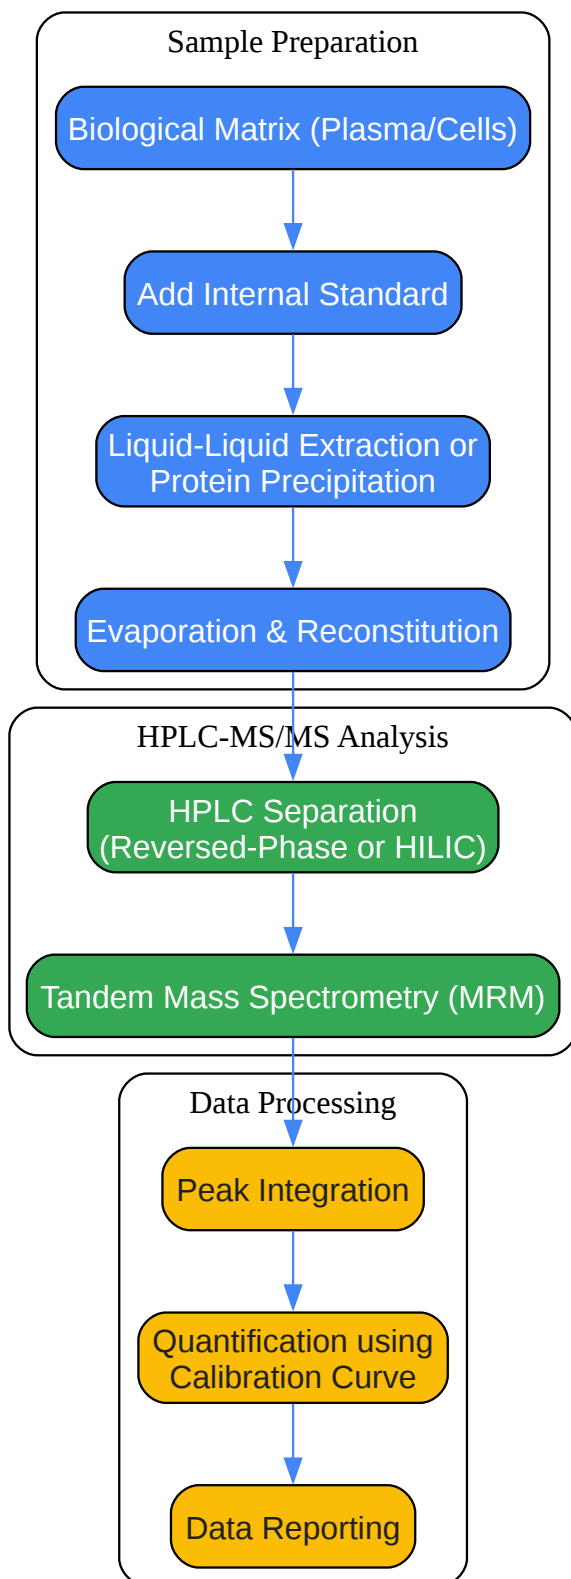 Sample Preparation
Biological Matrix (Plasma/Cells)
Add Internal Standard
Liquid-Liquid Extraction or
Protein Precipitation
Evaporation & Reconstitution
HPLC-MS/MS Analysis
HPLC Separation
(Reversed-Phase or HILIC)
Tandem Mass Spectrometry (MRM)
Data Processing
Peak Integration
Quantification using
Calibration Curve
Data Reporting